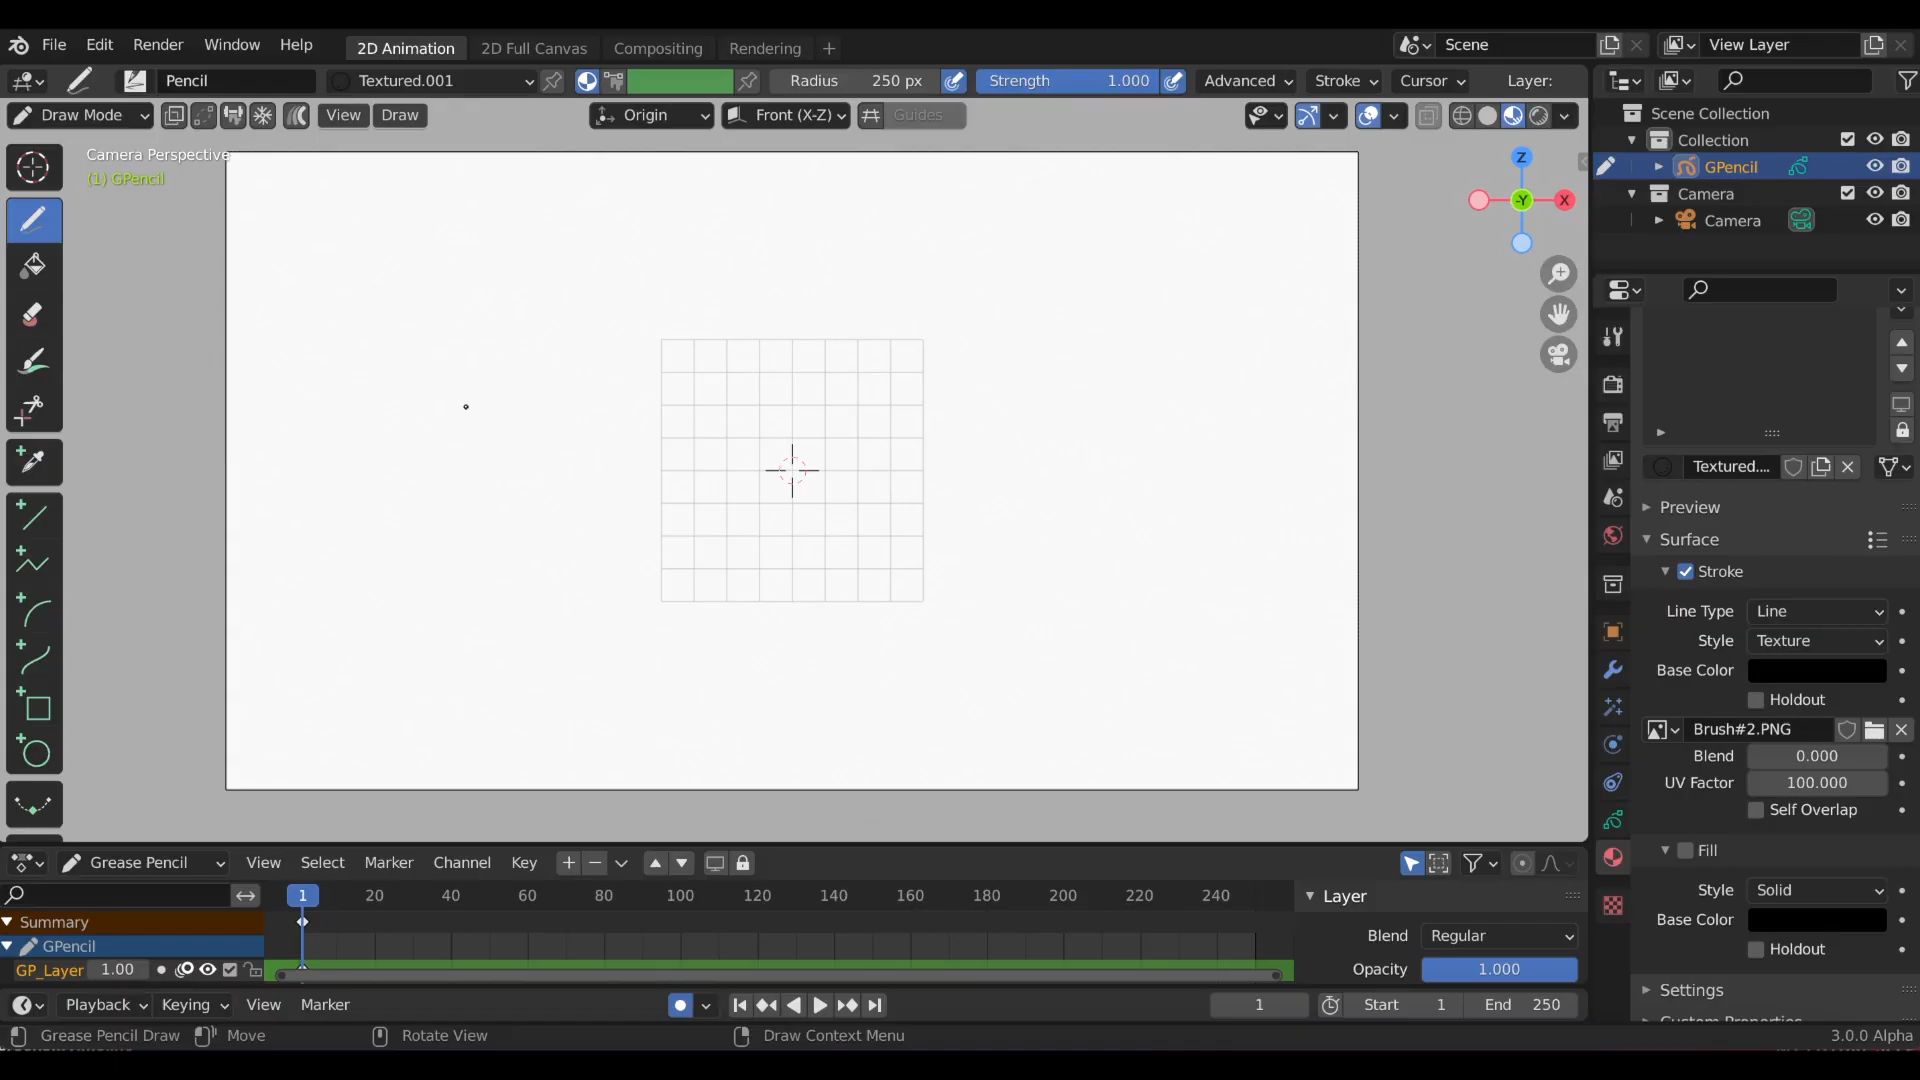 File Edit Render Window Help 2D Animation 2D Full Canvas Compositing Rendering + Scene View Layer
Pencil Textured.001 Radius 250 px Strength 1.000 Advanced Stroke Cursor Layer:
Draw Mode View Draw Origin Front (X-Z) Guides
Camera Perspective
(1) GPencil
Z
-Y X
Scene Collection
Collection
GPencil
Camera
Camera
Textured....
Preview
Surface
Stroke
Line Type Line
Style Texture
Base Color
Holdout
Brush#2.PNG
Blend 0.000
UV Factor 100.000
Self Overlap
Fill
Style Solid
Base Color
Holdout
Settings
Grease Pencil View Select Marker Channel Key
1 20 40 60 80 100 120 140 160 180 200 220 240
Summary
GPencil
GP_Layer 1.00
Layer
Blend Regular
Opacity 1.000
Playback Keying View Marker 1 Start 1 End 250
Grease Pencil Draw Move Rotate View Draw Context Menu 3.0.0 Alpha